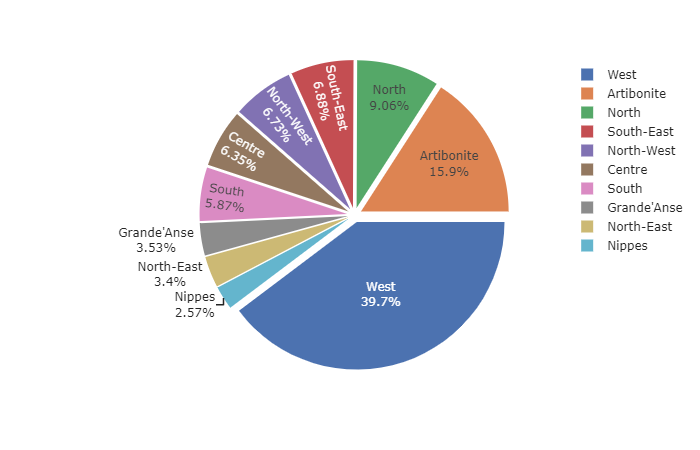 South-East
6.88%
North
9.06%
North-West
6.73%
Centre
6.35%
Artibonite
15.9%
South
5.87%
Grande'Anse
3.53%
North-East
3.4%
Nippes
2.57%
West
39.7%
West
Artibonite
North
South-East
North-West
Centre
South
Grande'Anse
North-East
Nippes